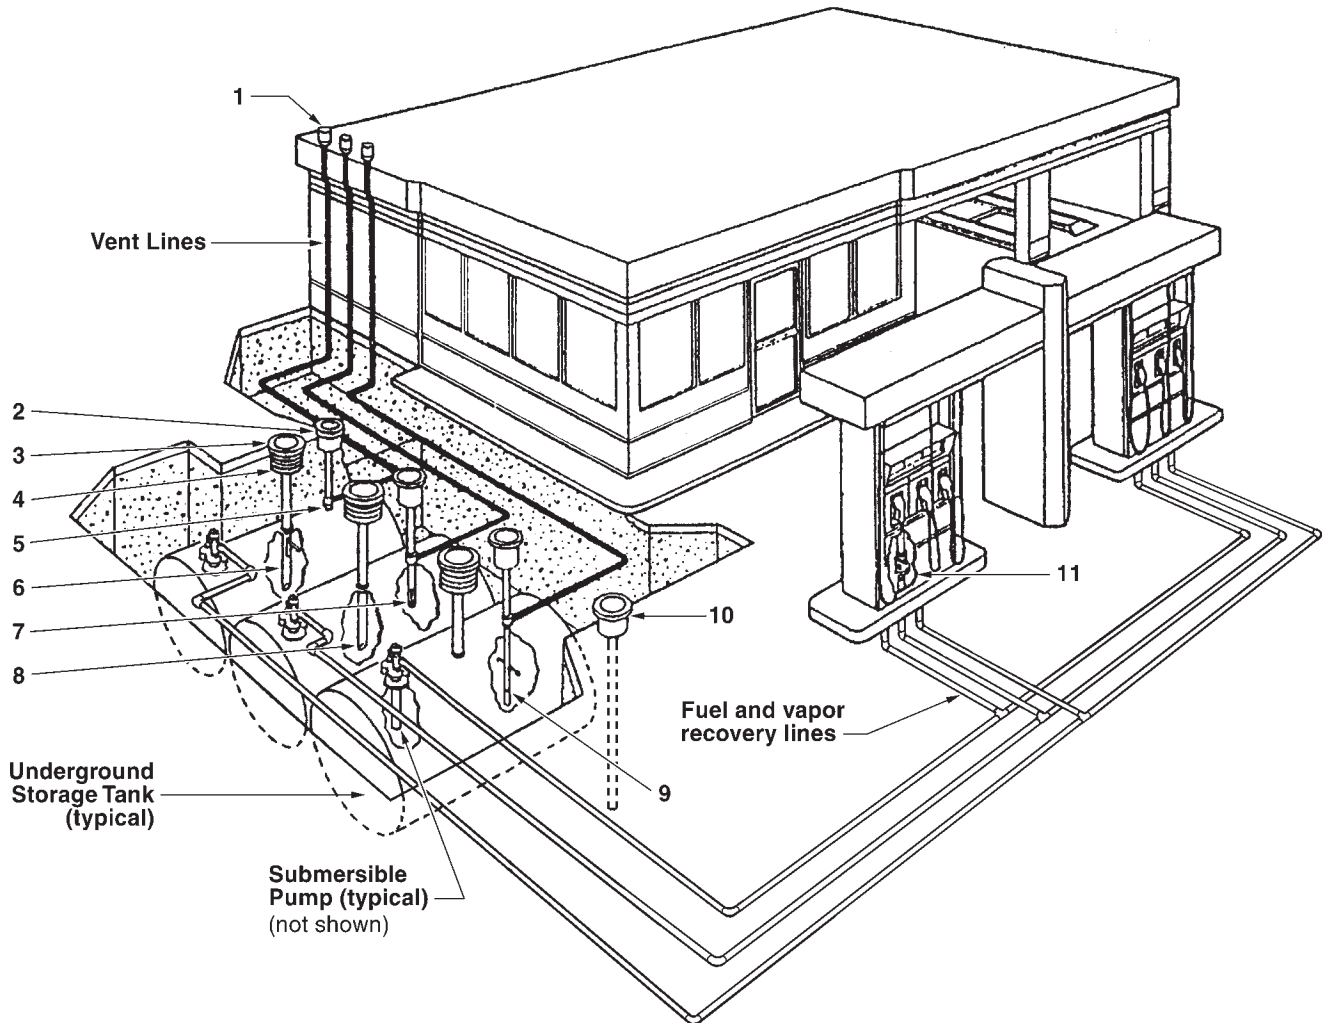 1
Vent Lines
2
3
4
5
6
7
8
10
11
Fuel and vapor
recovery lines
9
Underground
Storage Tank
(typical)
Submersible
Pump (typical)
(not shown)